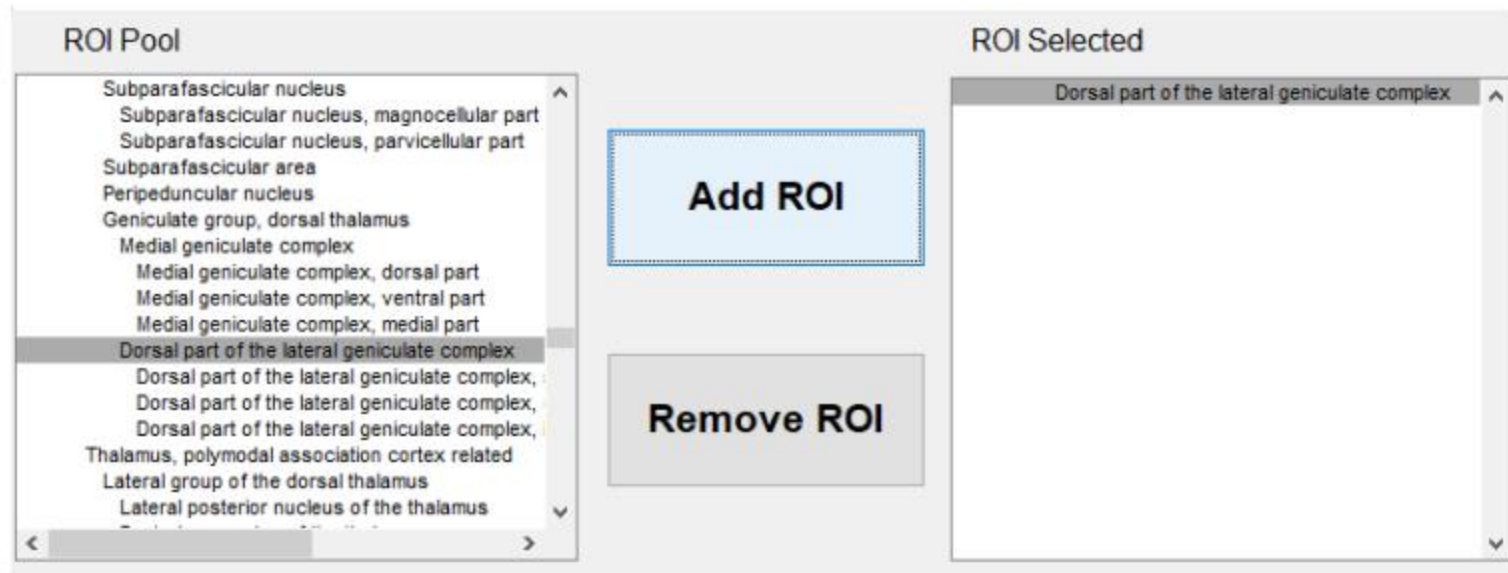 ROI Pool
Subparafascicular nucleus
Subparafascicular nucleus, magnocellular part
Subparafascicular nucleus, parvicellular part
Subparafascicular area
Peripeduncular nucleus
Geniculate group, dorsal thalamus
Medial geniculate complex
Medial geniculate complex, dorsal part
Medial geniculate complex, ventral part
Medial geniculate complex, medial part
Dorsal part of the lateral geniculate complex
Dorsal part of the lateral geniculate complex,
Dorsal part of the lateral geniculate complex,
Dorsal part of the lateral geniculate complex,
Thalamus, polymodal association cortex related
Lateral group of the dorsal thalamus
Lateral posterior nucleus of the thalamus
Add ROI
Remove ROI
ROI Selected
Dorsal part of the lateral geniculate complex